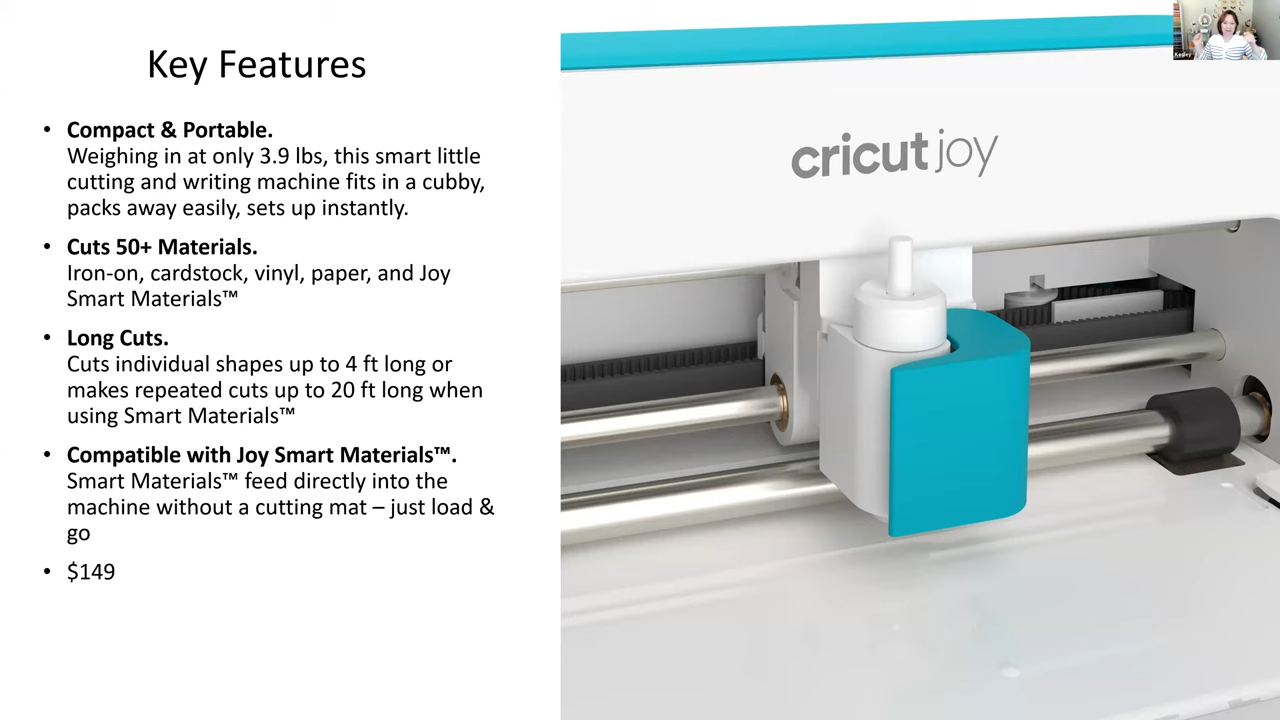 Key Features
• Compact & Portable.
Weighing in at only 3.9 lbs, this smart little
cutting and writing machine fits in a cubby,
packs away easily, sets up instantly.
• Cuts 50+ Materials.
Iron-on, cardstock, vinyl, paper, and Joy
Smart Materials™
• Long Cuts.
Cuts individual shapes up to 4 ft long or
makes repeated cuts up to 20 ft long when
using Smart Materials™
• Compatible with Joy Smart Materials™.
Smart Materials™ feed directly into the
machine without a cutting mat – just load &
go
• $149
cricut joy